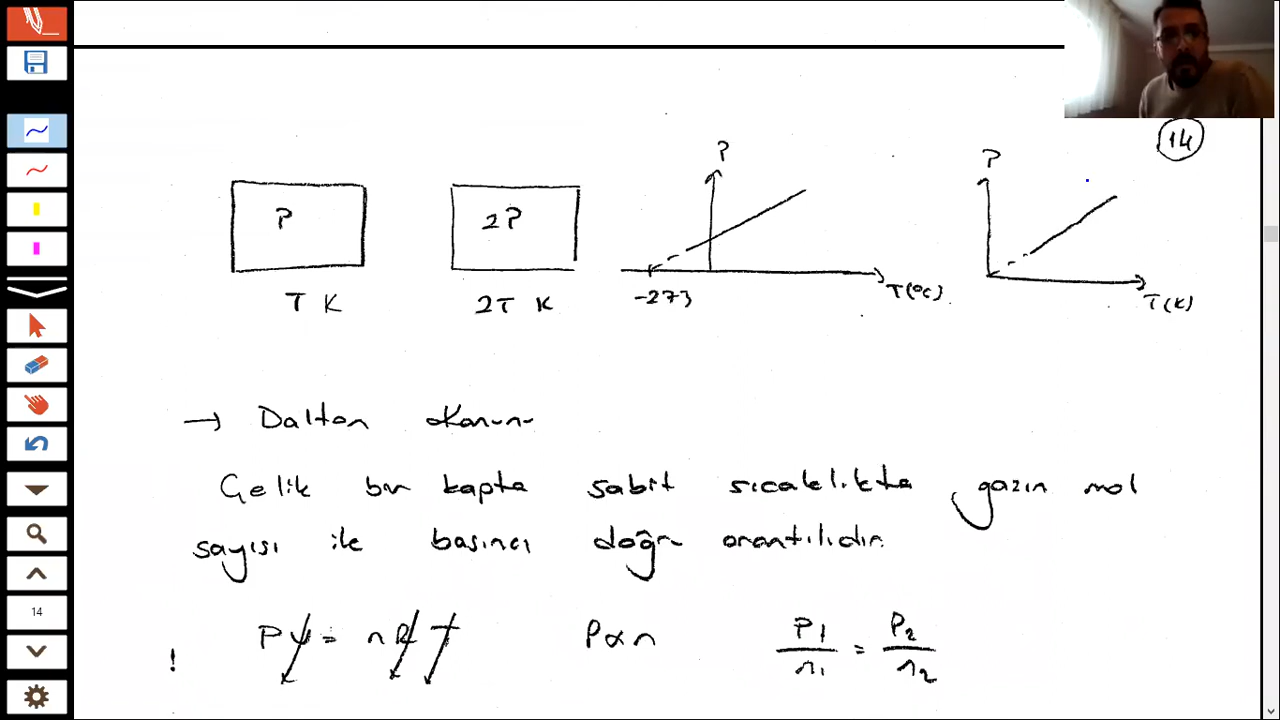 14
P
2P
P
P
T K
2T K
-273
T(°C)
T(K)
→ Dalton Kanunu
Çelik bir kapta sabit sıcaklıkta gazın mol
sayısı ile basıncı doğru orantılıdır.
! PV = nRT P∝n P1/n1 = P2/n2
14